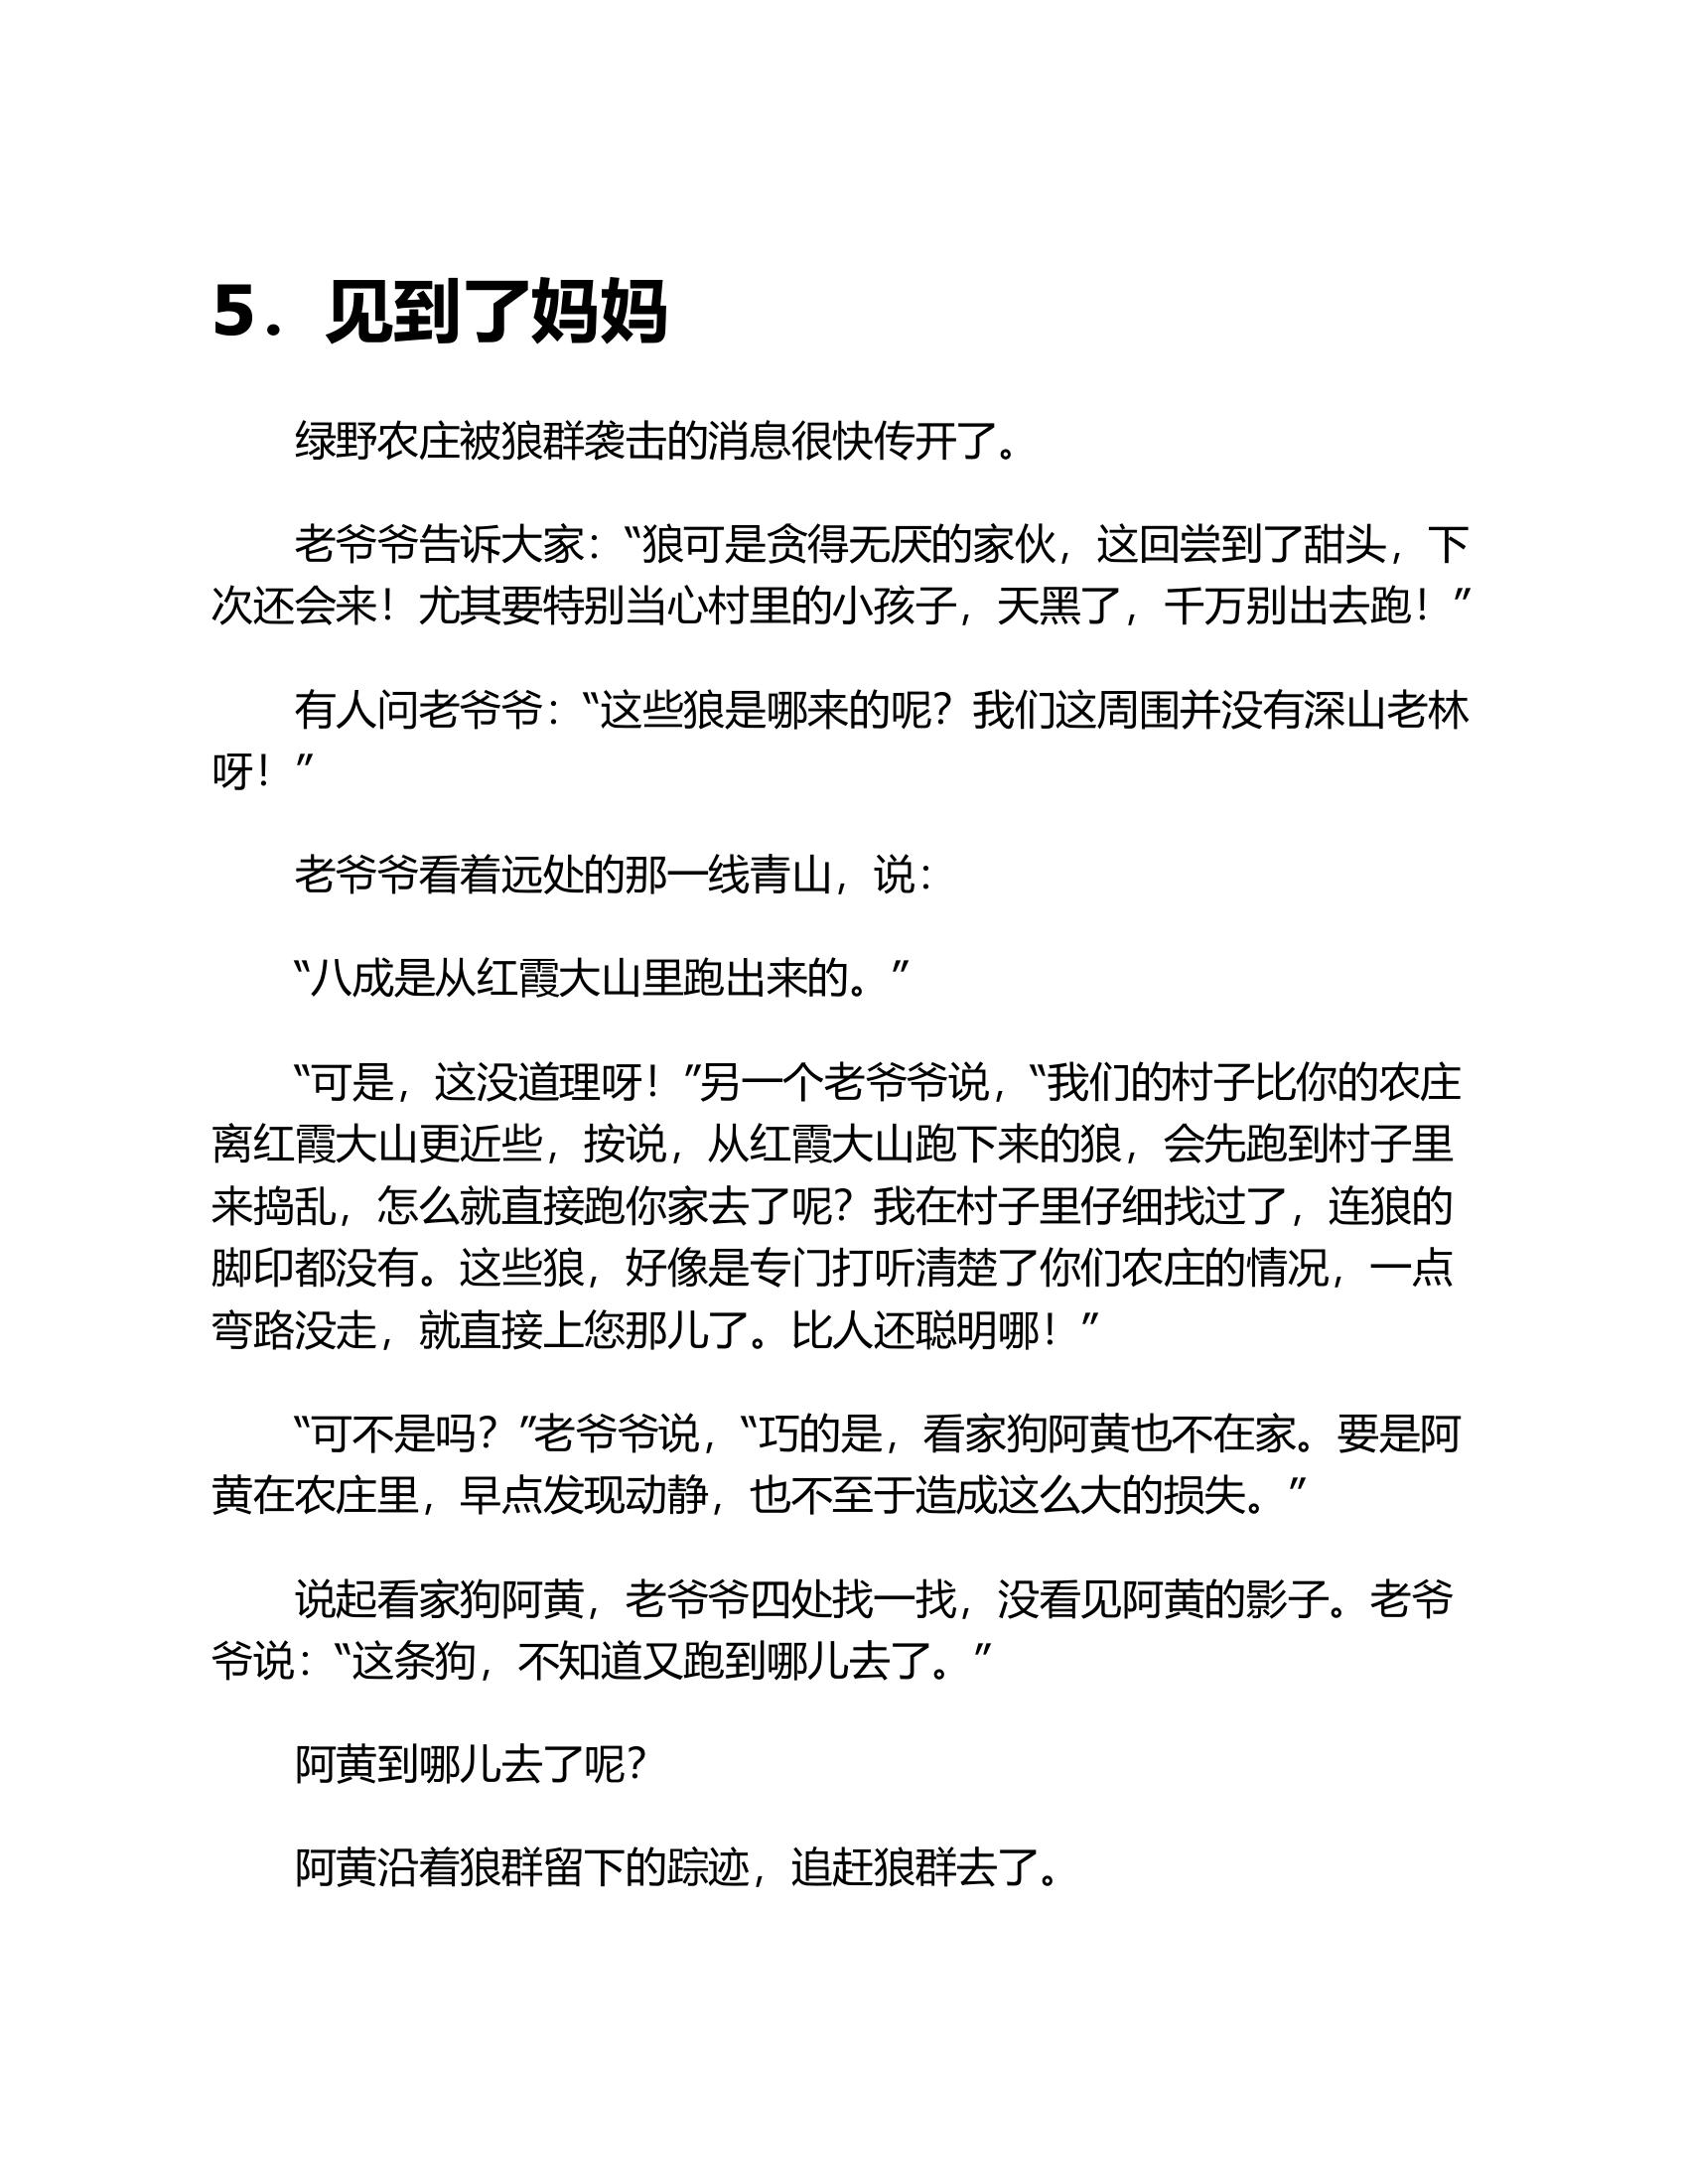 5．见到了妈妈
绿野农庄被狼群袭击的消息很快传开了。
老爷爷告诉大家：“狼可是贪得无厌的家伙，这回尝到了甜头，下
次还会来！尤其要特别当心村里的小孩子，天黑了，千万别出去跑！”
有人问老爷爷：“这些狼是哪来的呢？我们这周围并没有深山老林
呀！”
老爷爷看着远处的那一线青山，说：
“八成是从红霞大山里跑出来的。”
“可是，这没道理呀！”另一个老爷爷说，“我们的村子比你的农庄
离红霞大山更近些，按说，从红霞大山跑下来的狼，会先跑到村子里
来捣乱，怎么就直接跑你家去了呢？我在村子里仔细找过了，连狼的
脚印都没有。这些狼，好像是专门打听清楚了你们农庄的情况，一点
弯路没走，就直接上您那儿了。比人还聪明哪！”
“可不是吗？”老爷爷说，“巧的是，看家狗阿黄也不在家。要是阿
黄在农庄里，早点发现动静，也不至于造成这么大的损失。”
说起看家狗阿黄，老爷爷四处找一找，没看见阿黄的影子。老爷
爷说：“这条狗，不知道又跑到哪儿去了。”
阿黄到哪儿去了呢？
阿黄沿着狼群留下的踪迹，追赶狼群去了。